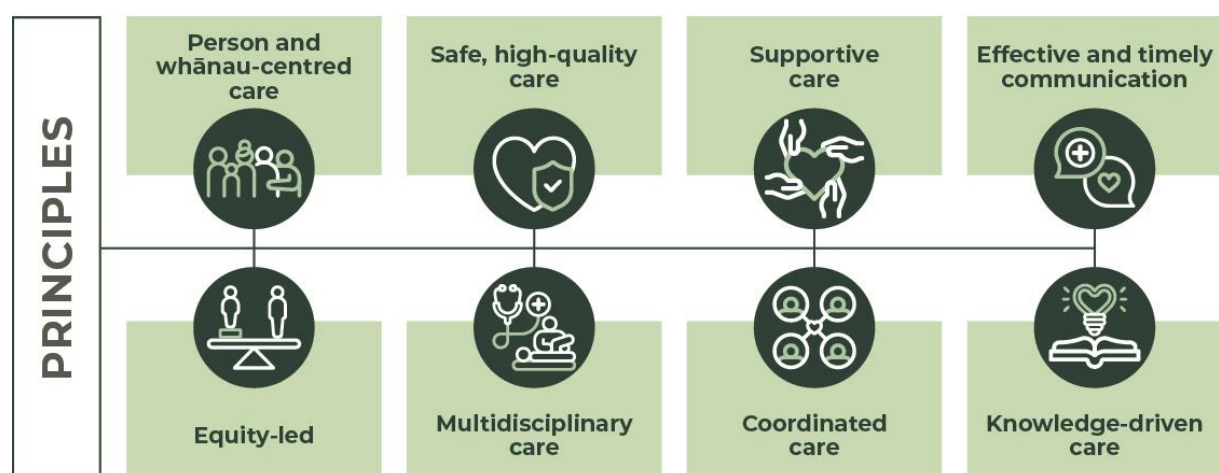 PRINCIPLES
Person and
whānau-centred
care
Safe, high-quality
care
Supportive
care
Effective and timely
communication
Equity-led
Multidisciplinary
care
Coordinated
care
Knowledge-driven
care